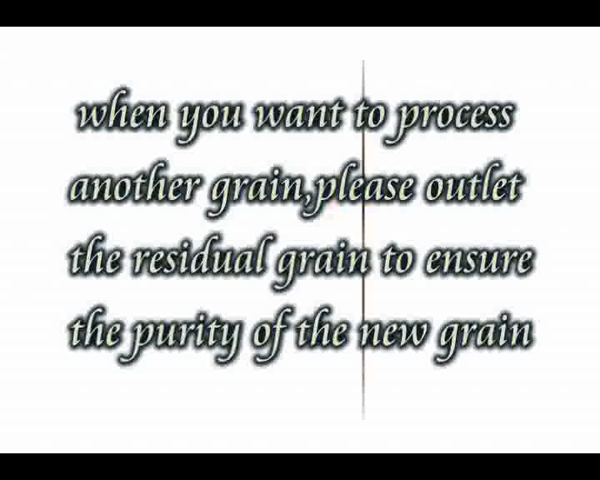 when you want to process
another grain,please outlet
the residual grain to ensure
the purity of the new grain